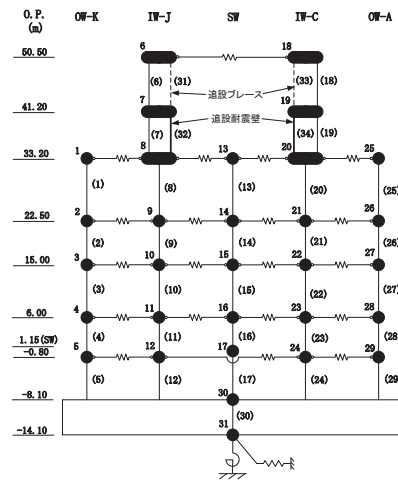 O.P. OW-K IW-J SW IW-C OW-A
(m)
50.50 6 18
(6) (31) (33) (18)
追設ブレース
41.20 7 19
追設耐震壁
(7) (32) (34) (19)
33.20 1 8 13 20 25
(1) (8) (13) (20) (25)
22.50 2 9 14 21 26
(2) (9) (14) (21) (26)
15.00 3 10 15 22 27
(3) (10) (15) (22) (27)
6.00 4 11 16 23 28
(4) (11) (16) (23) (28)
1.15(SW) 17
-0.80 5 12 24 29
(5) (12) (17) (24) (29)
-8.10 30
(30)
-14.10 31